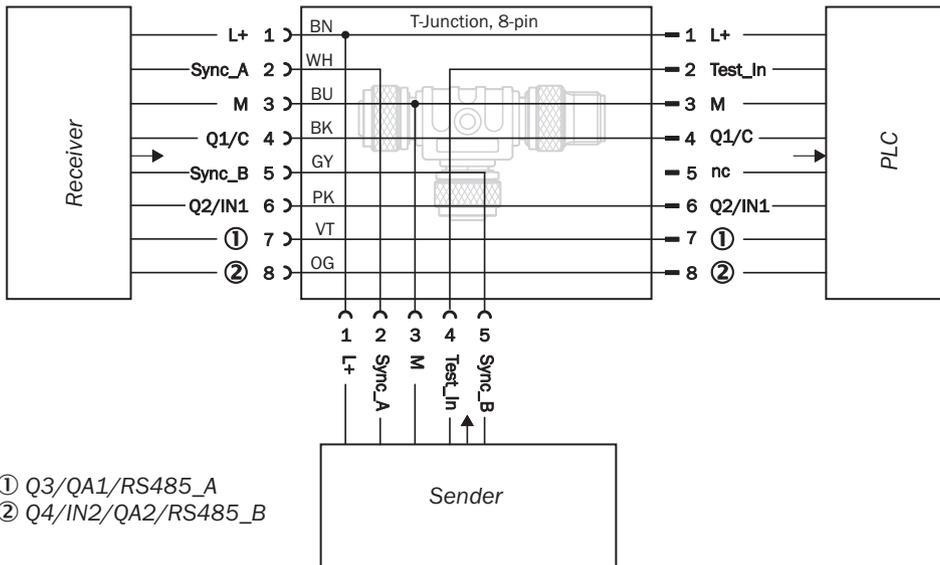 T-Junction, 8-pin
L+ 1 BN 1 L+
Sync_A 2 WH 2 Test_In
M 3 BU 3 M
Q1/C 4 BK 4 Q1/C
Sync_B 5 GY 5 nc
Q2/IN1 6 PK 6 Q2/IN1
① 7 VT 7 ①
② 8 OG 8 ②
Receiver
PLC
1 2 3 4 5
L+
Sync_A
M
Test_In
Sync_B
Sender
① Q3/QA1/RS485_A
② Q4/IN2/QA2/RS485_B